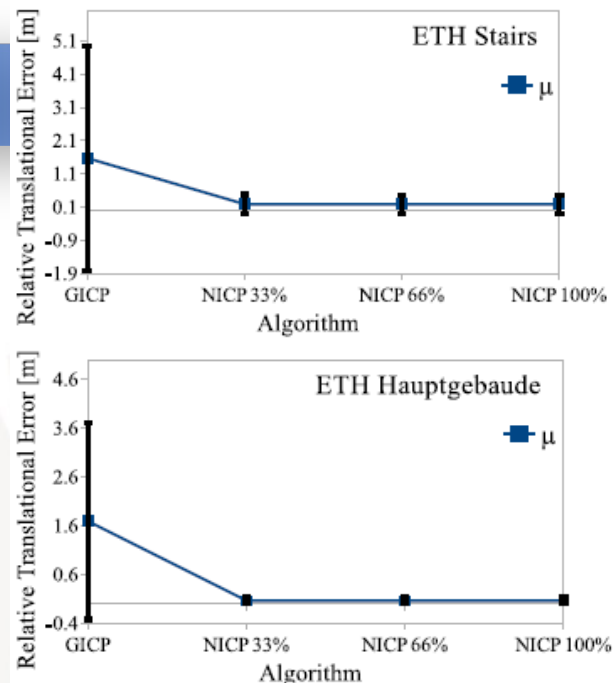 Relative Translational Error [m]
ETH Stairs
μ
5.1
4.1
3.1
2.1
1.1
0.1
-0.9
-1.9
GICP NICP 33% NICP 66% NICP 100%
Algorithm
Relative Translational Error [m]
ETH Hauptgebaude
μ
4.6
3.6
2.6
1.6
0.6
-0.4
GICP NICP 33% NICP 66% NICP 100%
Algorithm